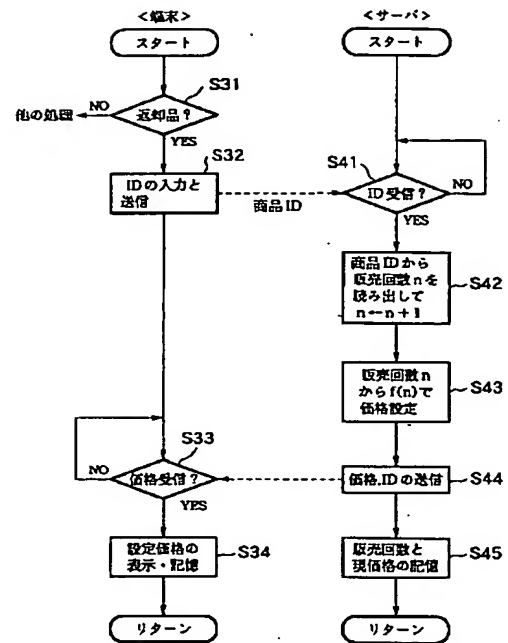 <端末>
スタート
S31
返却品?
NO
他の処理
YES
S32
IDの入力と
送信
商品ID
S33
価格受信?
NO
YES
設定価格の
表示・記憶
S34
リターン
<サーバ>
スタート
S41
ID受信?
NO
YES
商品IDから
販売回数nを
読み出して
n←n+1
S42
販売回数n
からf(n)で
価格設定
S43
価格,IDの送信
S44
販売回数と
現価格の記憶
S45
リターン